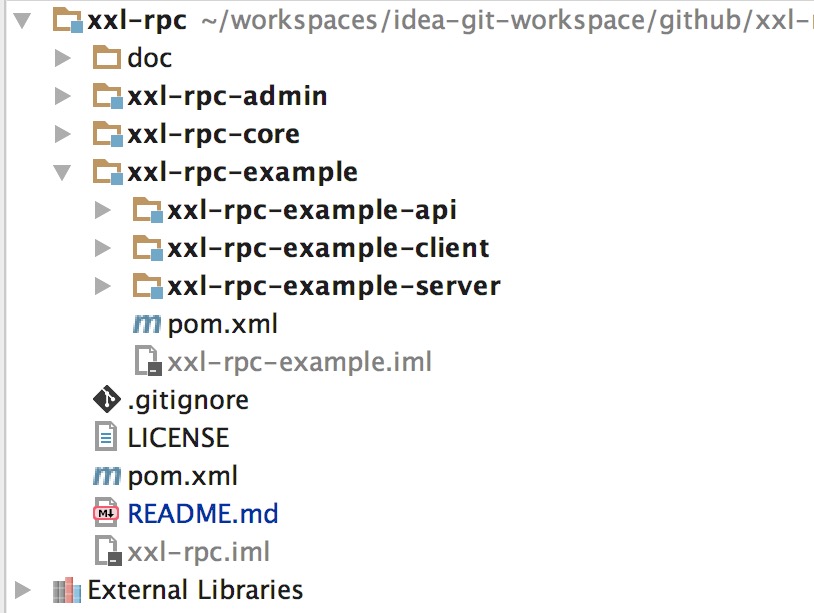 xxl-rpc ~/workspaces/idea-git-workspace/github/xxl-r
doc
xxl-rpc-admin
xxl-rpc-core
xxl-rpc-example
xxl-rpc-example-api
xxl-rpc-example-client
xxl-rpc-example-server
m pom.xml
xxl-rpc-example.iml
.gitignore
LICENSE
m pom.xml
M↓ README.md
xxl-rpc.iml
External Libraries